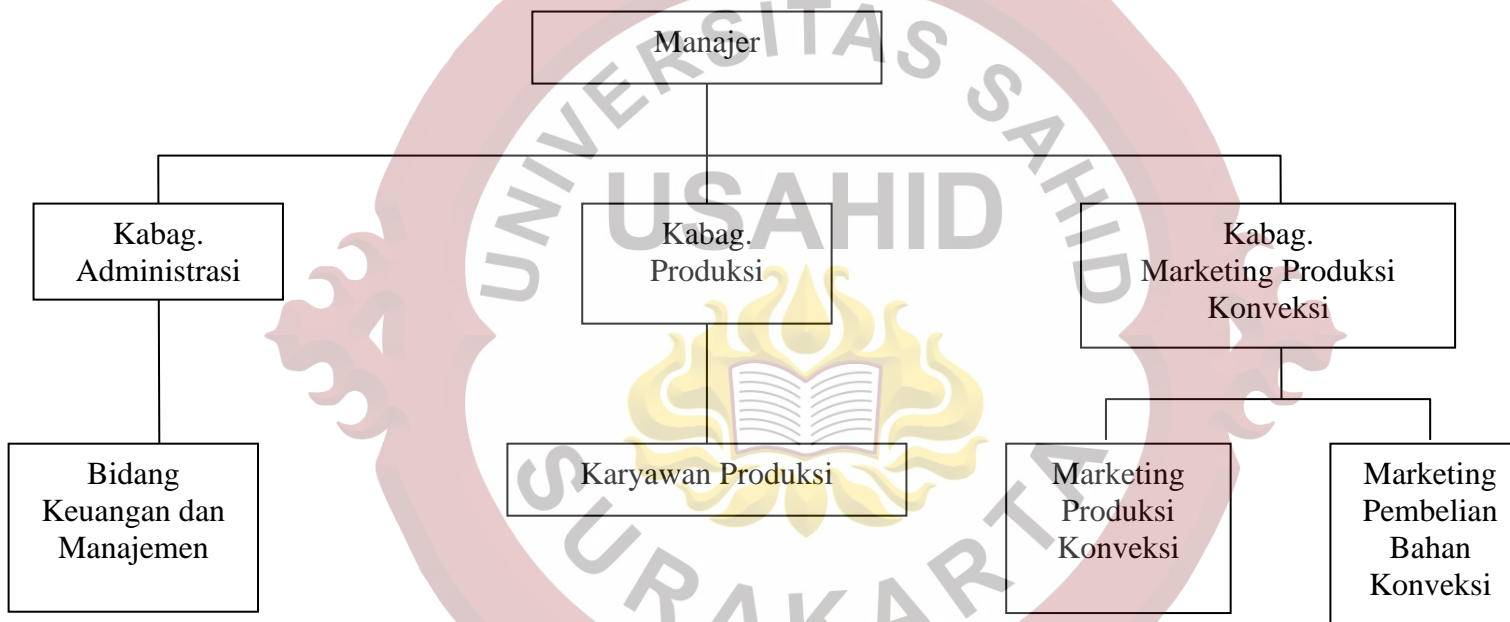 Manajer
Kabag.
Administrasi
Kabag.
Produksi
Kabag.
Marketing Produksi
Konveksi
Bidang
Keuangan dan
Manajemen
Karyawan Produksi
Marketing
Produksi
Konveksi
Marketing
Pembelian
Bahan
Konveksi
UNIVERSITAS SAHID
USAHID
SURAKARTA